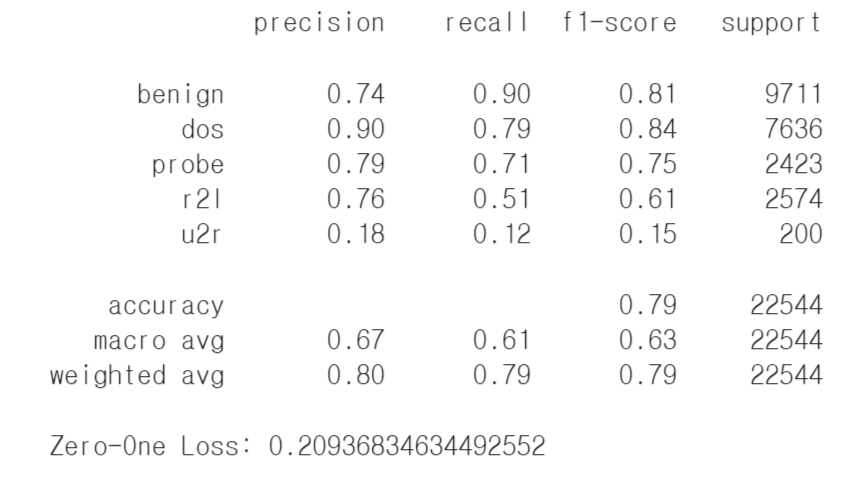 precision recall f1-score support
benign 0.74 0.90 0.81 9711
dos 0.90 0.79 0.84 7636
probe 0.79 0.71 0.75 2423
r2l 0.76 0.51 0.61 2574
u2r 0.18 0.12 0.15 200
accuracy 0.79 22544
macro avg 0.67 0.61 0.63 22544
weighted avg 0.80 0.79 0.79 22544
Zero-One Loss: 0.20936834634492552